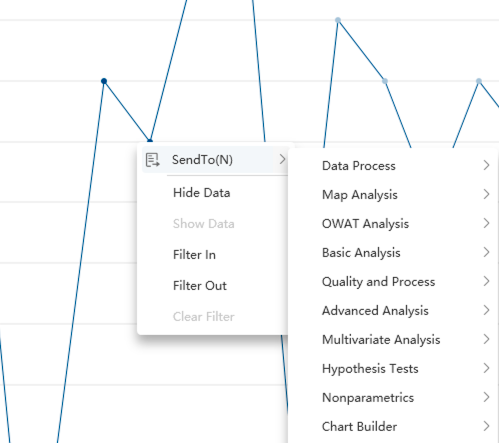 SendTo(N)
Hide Data
Show Data
Filter In
Filter Out
Clear Filter
Data Process
Map Analysis
OWAT Analysis
Basic Analysis
Quality and Process
Advanced Analysis
Multivariate Analysis
Hypothesis Tests
Nonparametrics
Chart Builder